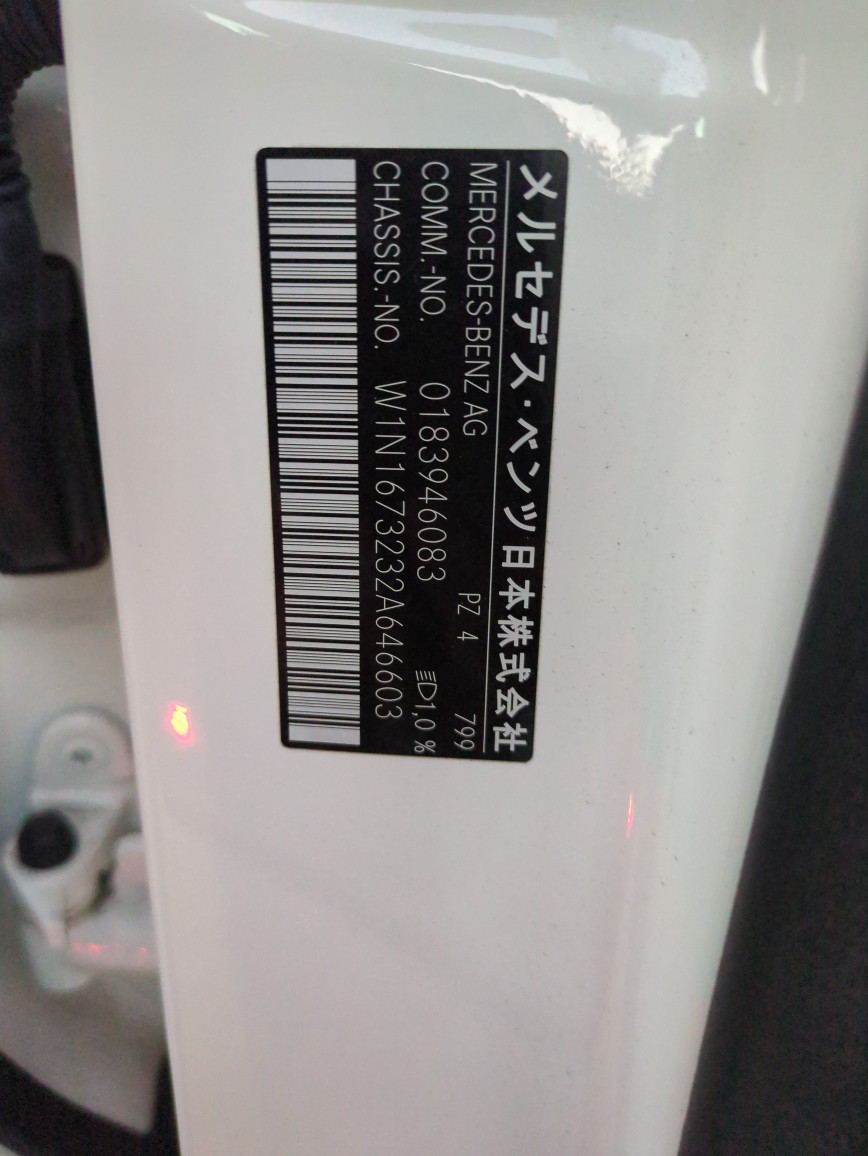 メルセデス・ベンツ日本株式会社
MERCEDES-BENZ AG PZ 4 799
COMM.-NO. 0183946083 1,0 %
CHASSIS.-NO. W1N1673232A646603